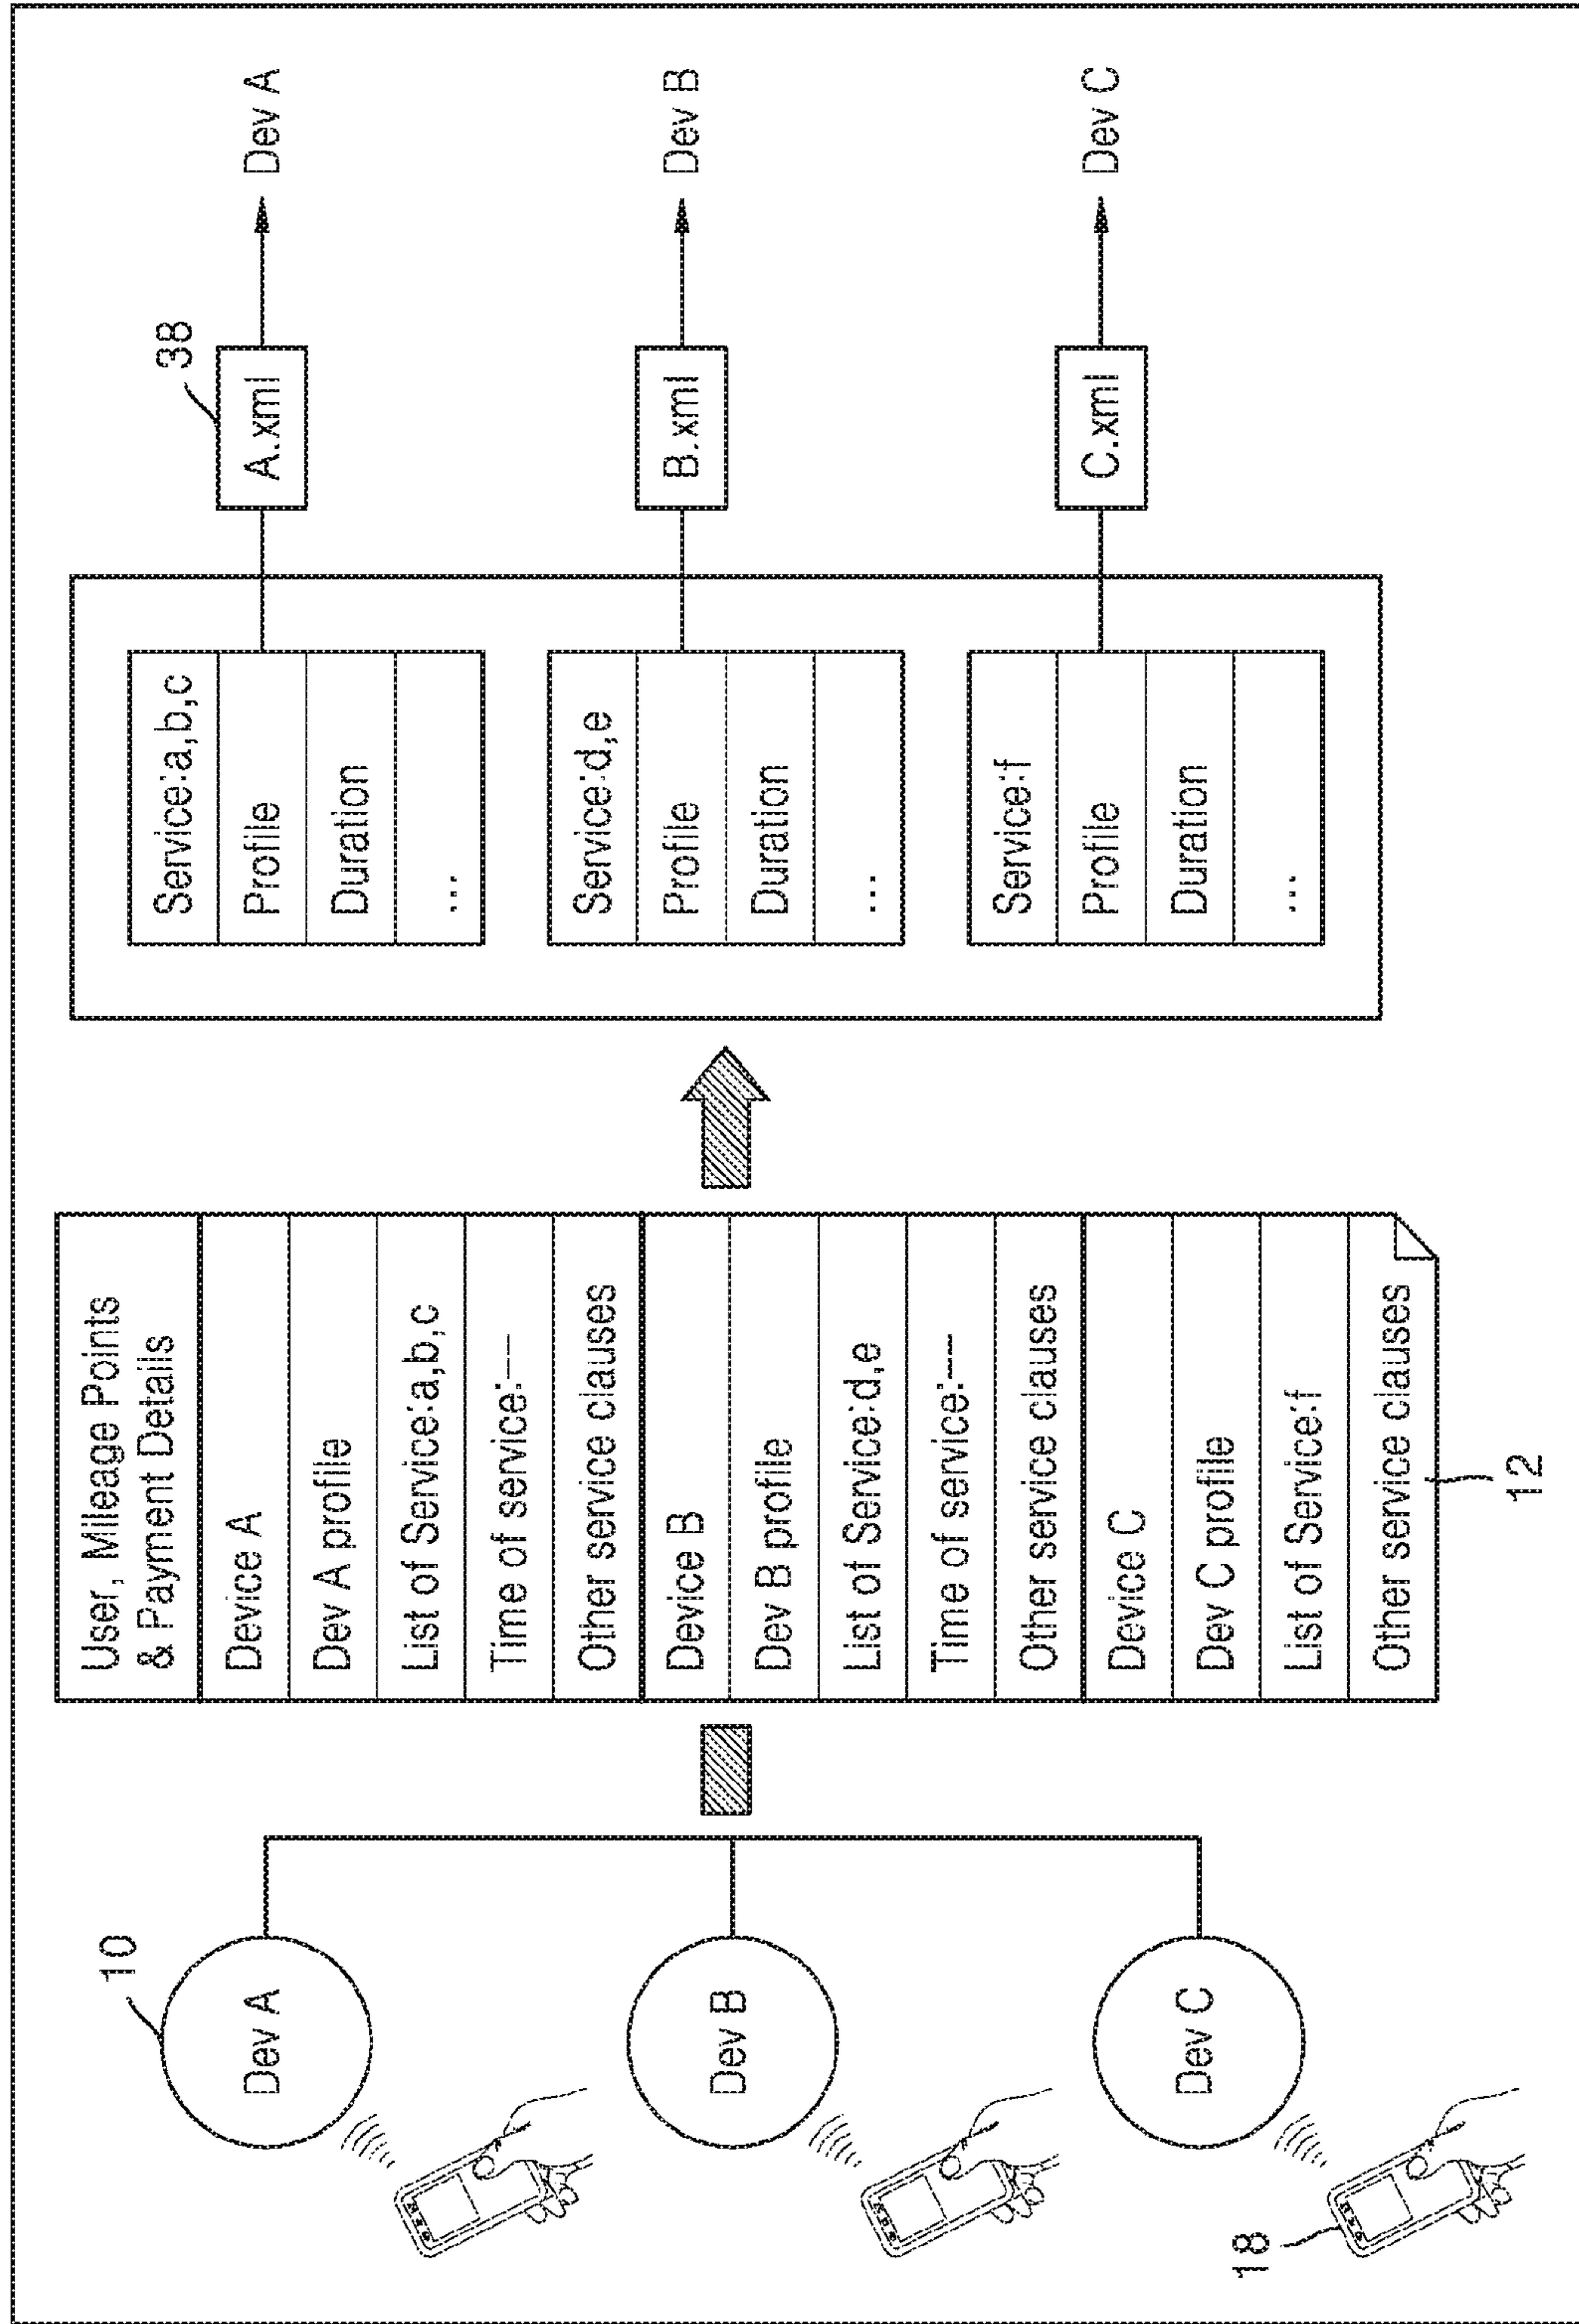 10
Dev A
Dev B
Dev C
18
User, Mileage Points
& Payment Details
Device A
Dev A profile
List of Service:a,b,c
Time of service:--
Other service clauses
Device B
Dev B profile
List of Service:d,e
Time of service:--
Other service clauses
Device C
Dev C profile
List of Service:f
Other service clauses
12
Service:a,b,c
Profile
Duration
...
Service:d,e
Profile
Duration
...
Service:f
Profile
Duration
...
38
A.xml
B.xml
C.xml
Dev A
Dev B
Dev C